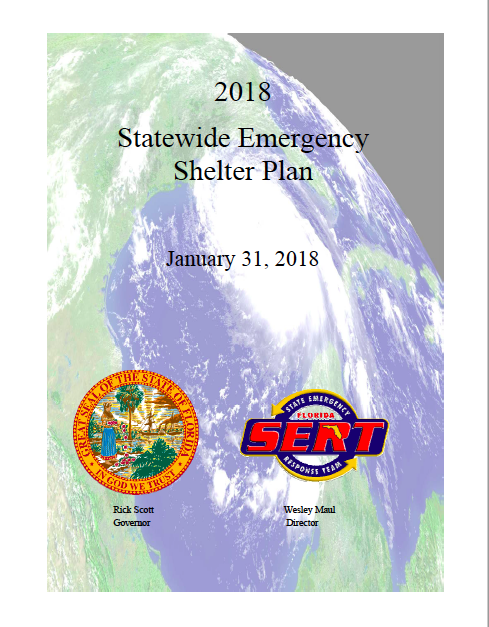 2018
Statewide Emergency
Shelter Plan
January 31, 2018
GREAT SEAL OF THE STATE OF FLORIDA
IN GOD WE TRUST
STATE EMERGENCY
FLORIDA
SERT
RESPONSE TEAM
Rick Scott
Governor
Wesley Maul
Director